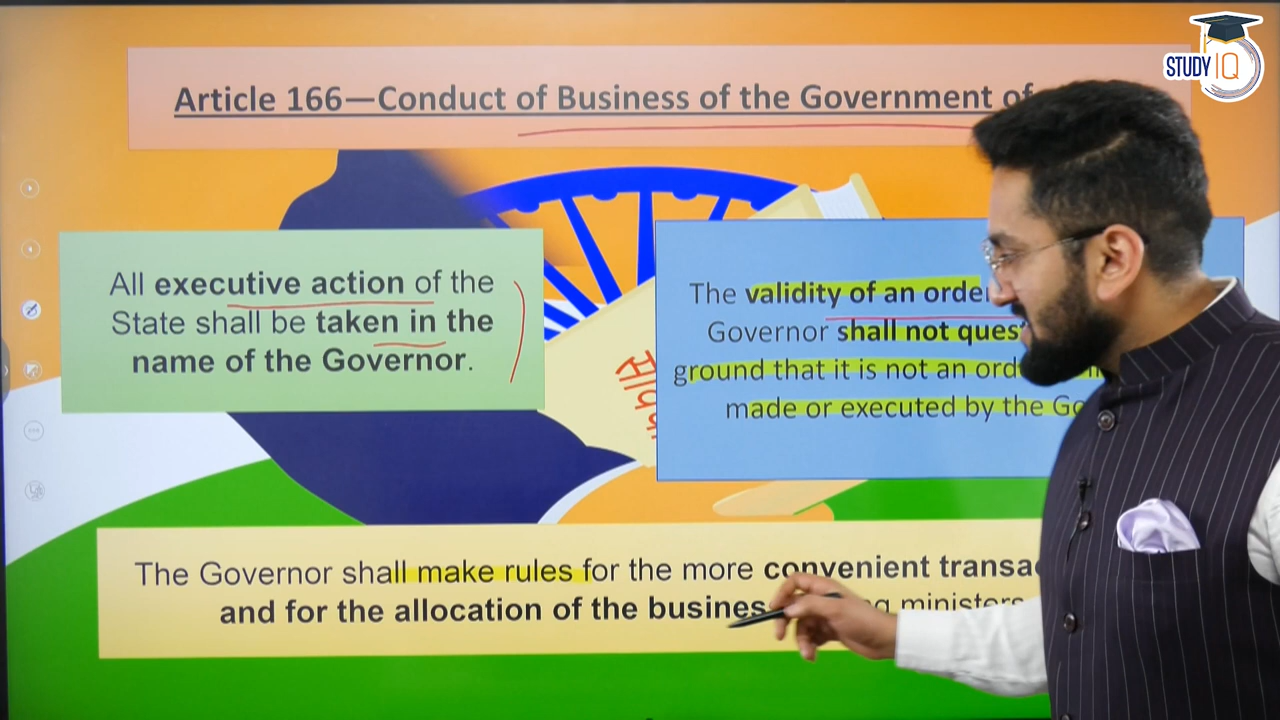 STUDY IQ
Article 166—Conduct of Business of the Government of
All executive action of the
State shall be taken in the
name of the Governor.
The validity of an order
Governor shall not ques
ground that it is not an ord
made or executed by the Go
The Governor shall make rules for the more convenient transa
and for the allocation of the busines ministers